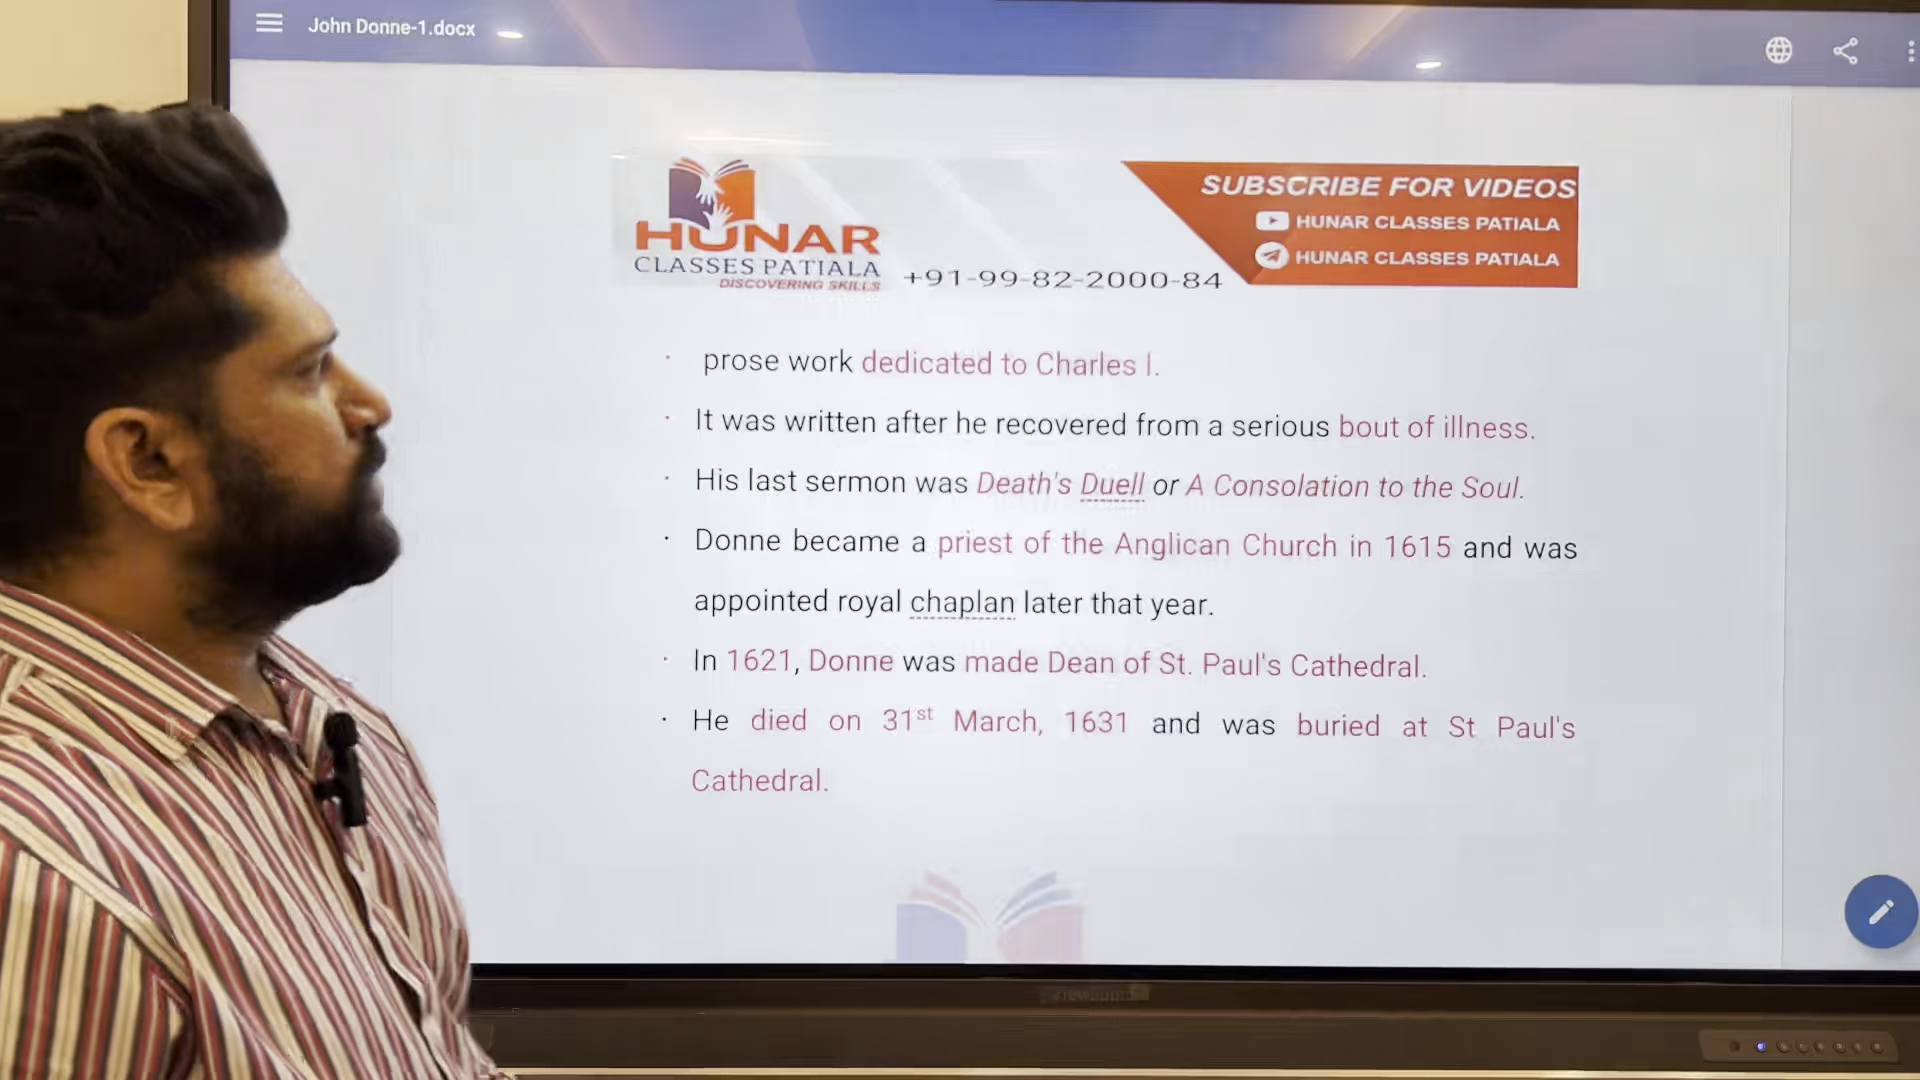 John Donne-1.docx
SUBSCRIBE FOR VIDEOS
HUNAR CLASSES PATIALA
HUNAR CLASSES PATIALA
HUNAR
CLASSES PATIALA
DISCOVERING SKILLS
+91-99-82-2000-84
· prose work dedicated to Charles I.
· It was written after he recovered from a serious bout of illness.
· His last sermon was Death's Duell or A Consolation to the Soul.
· Donne became a priest of the Anglican Church in 1615 and was
appointed royal chaplan later that year.
· In 1621, Donne was made Dean of St. Paul's Cathedral.
· He died on 31st March, 1631 and was buried at St Paul's
Cathedral.